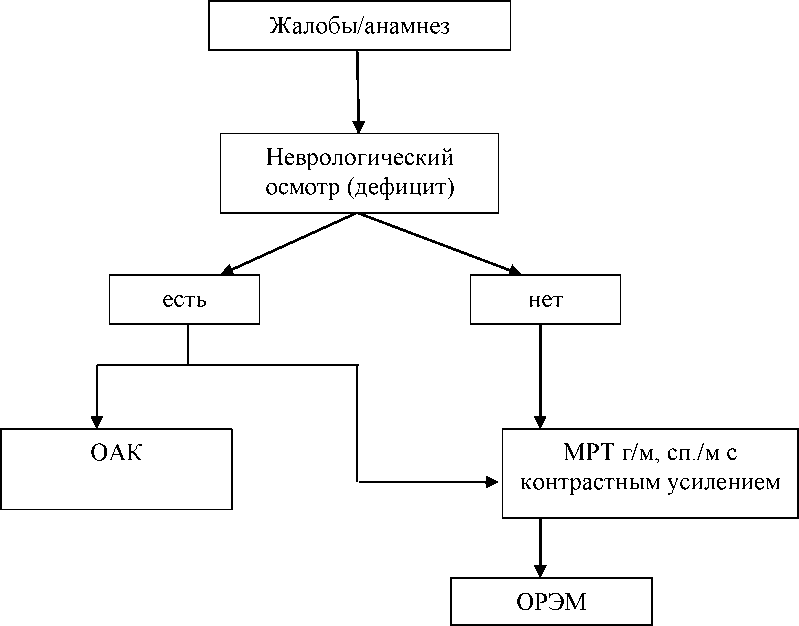 Жалобы/анамнез
Неврологический
осмотр (дефицит)
есть
нет
ОАК
МРТ г/м, сп./м с
контрастным усилением
ОРЭМ